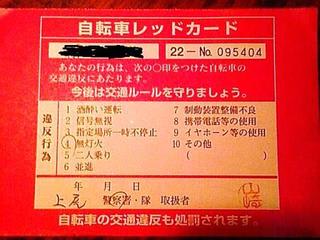 自転車レッドカード
22-No. 095404
あなたの行為は、次の○印をつけた自転車の
交通違反にあたります。
今後は交通ルールを守りましょう。
違反行為
1 酒酔い運転
2 信号無視
3 指定場所一時不停止
4 無灯火
5 二人乗り
6 並進
7 制動装置整備不良
8 携帯電話等の使用
9 イヤホーン等の使用
10 その他
( )
年 月 日
上尾 警察署・隊 取扱者
山崎
自転車の交通違反も処罰されます。